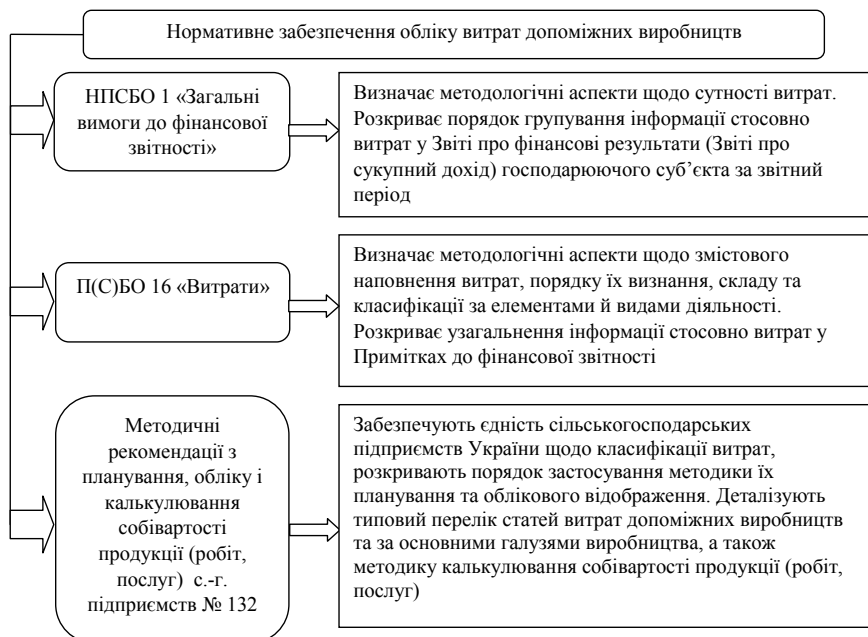 Нормативне забезпечення обліку витрат допоміжних виробництв
НПСБО 1 «Загальні
вимоги до фінансової
звітності»
Визначає методологічні аспекти щодо сутності витрат.
Розкриває порядок групування інформації стосовно
витрат у Звіті про фінансові результати (Звіті про
сукупний дохід) господарюючого суб’єкта за звітний
період
П(С)БО 16 «Витрати»
Визначає методологічні аспекти щодо змістового
наповнення витрат, порядку їх визнання, складу та
класифікації за елементами й видами діяльності.
Розкриває узагальнення інформації стосовно витрат у
Примітках до фінансової звітності
Методичні
рекомендації з
планування, обліку і
калькулювання
собівартості
продукції (робіт,
послуг) с.-г.
підприємств № 132
Забезпечують єдність сільськогосподарських
підприємств України щодо класифікації витрат,
розкривають порядок застосування методики їх
планування та облікового відображення. Деталізують
типовий перелік статей витрат допоміжних виробництв
та за основними галузями виробництва, а також
методику калькулювання собівартості продукції (робіт,
послуг)